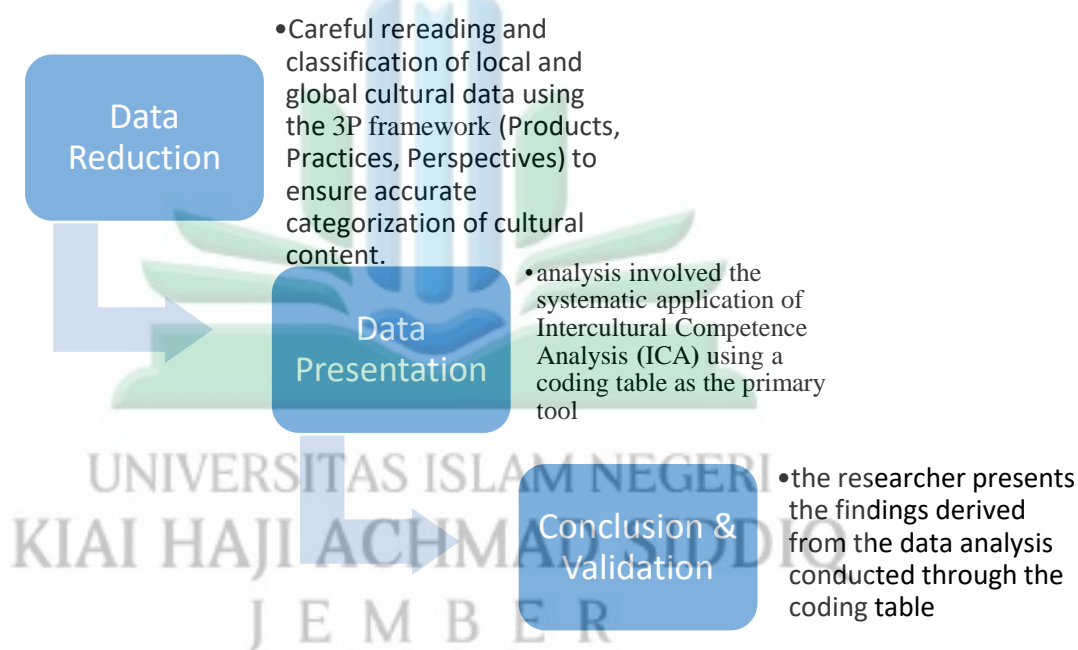 •Careful rereading and
classification of local and
global cultural data using
the 3P framework (Products,
Practices, Perspectives) to
ensure accurate
categorization of cultural
content.
Data
Reduction
•analysis involved the
systematic application of
Intercultural Competence
Analysis (ICA) using a
coding table as the primary
tool
Data
Presentation
•the researcher presents
the findings derived
from the data analysis
conducted through the
coding table
Conclusion &
Validation
UNIVERSITAS ISLAM NEGERI
KIAI HAJI ACHMAD SIDDIQ
JEMBER